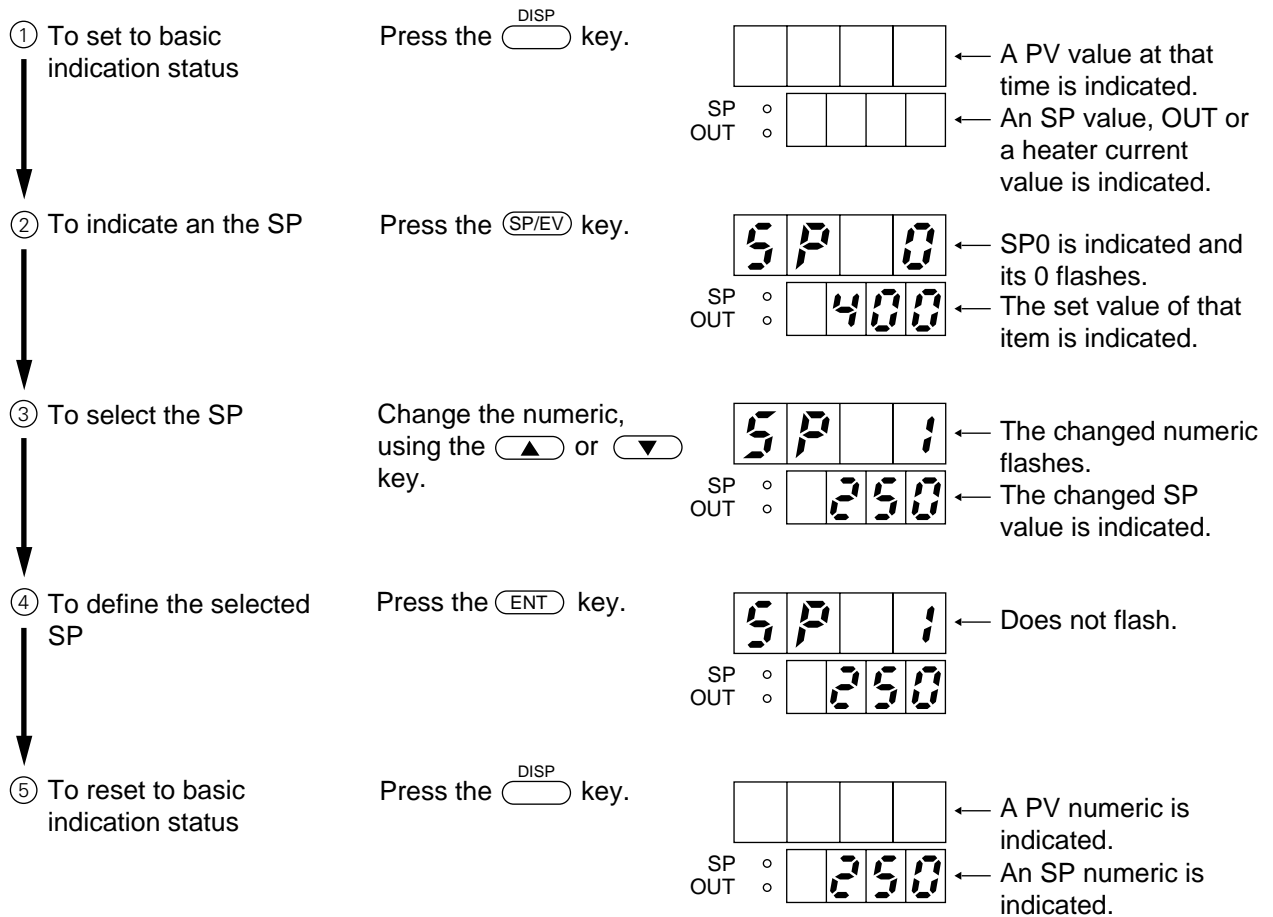 ① To set to basic
indication status
Press the DISP key.
SP
OUT
A PV value at that
time is indicated.
An SP value, OUT or
a heater current
value is indicated.
② To indicate an the SP
Press the SP/EV key.
SP 0
SP
OUT
400
SP0 is indicated and
its 0 flashes.
The set value of that
item is indicated.
③ To select the SP
Change the numeric,
using the ▲ or ▼
key.
SP 1
SP
OUT
250
The changed numeric
flashes.
The changed SP
value is indicated.
④ To define the selected
SP
Press the ENT key.
SP 1
SP
OUT
250
Does not flash.
⑤ To reset to basic
indication status
Press the DISP key.
SP
OUT
250
A PV numeric is
indicated.
An SP numeric is
indicated.